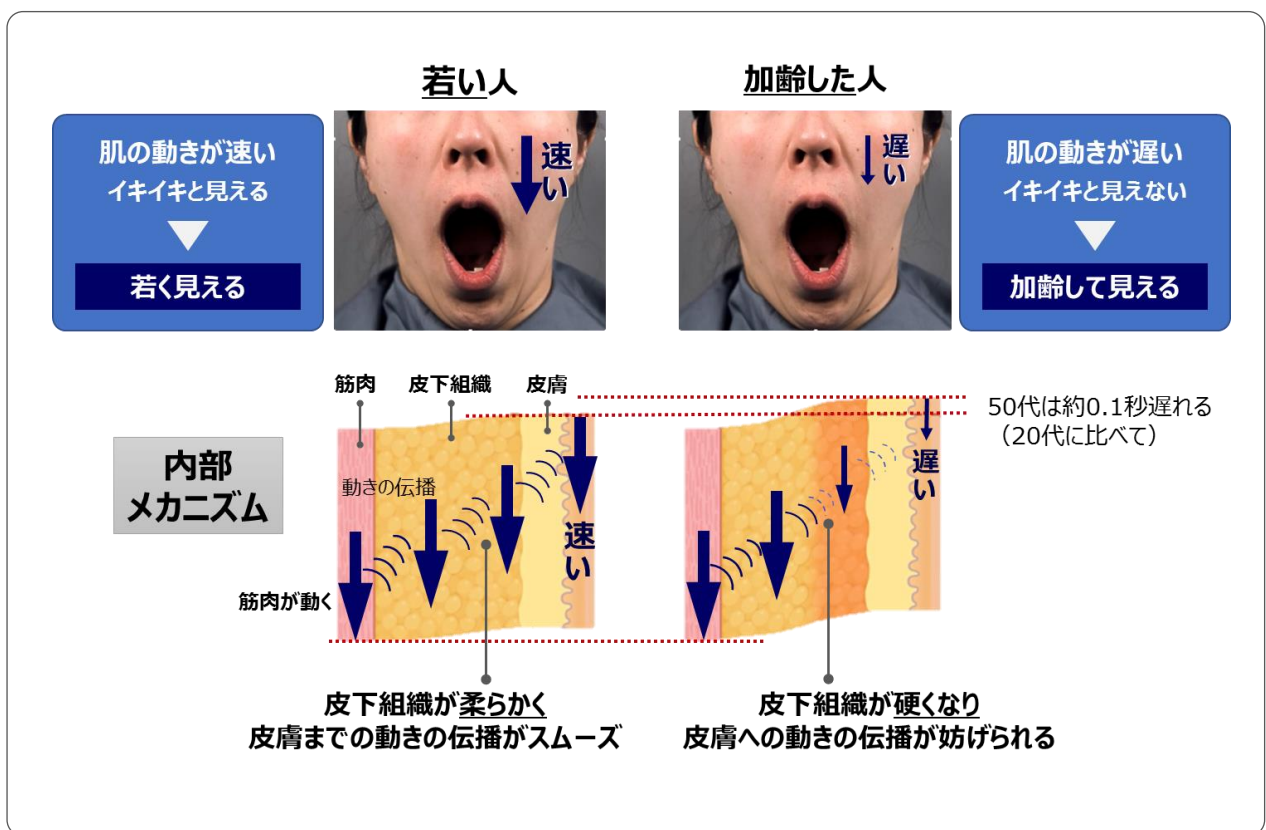 若い人
加齢した人
肌の動きが速い
イキイキと見える
若く見える
速い
遅い
肌の動きが遅い
イキイキと見えない
加齢して見える
筋肉
皮下組織
皮膚
50代は約0.1秒遅れる
(20代に比べて)
内部
メカニズム
動きの伝播
速い
遅い
筋肉が動く
皮下組織が柔らかく
皮膚までの動きの伝播がスムーズ
皮下組織が硬くなり
皮膚への動きの伝播が妨げられる